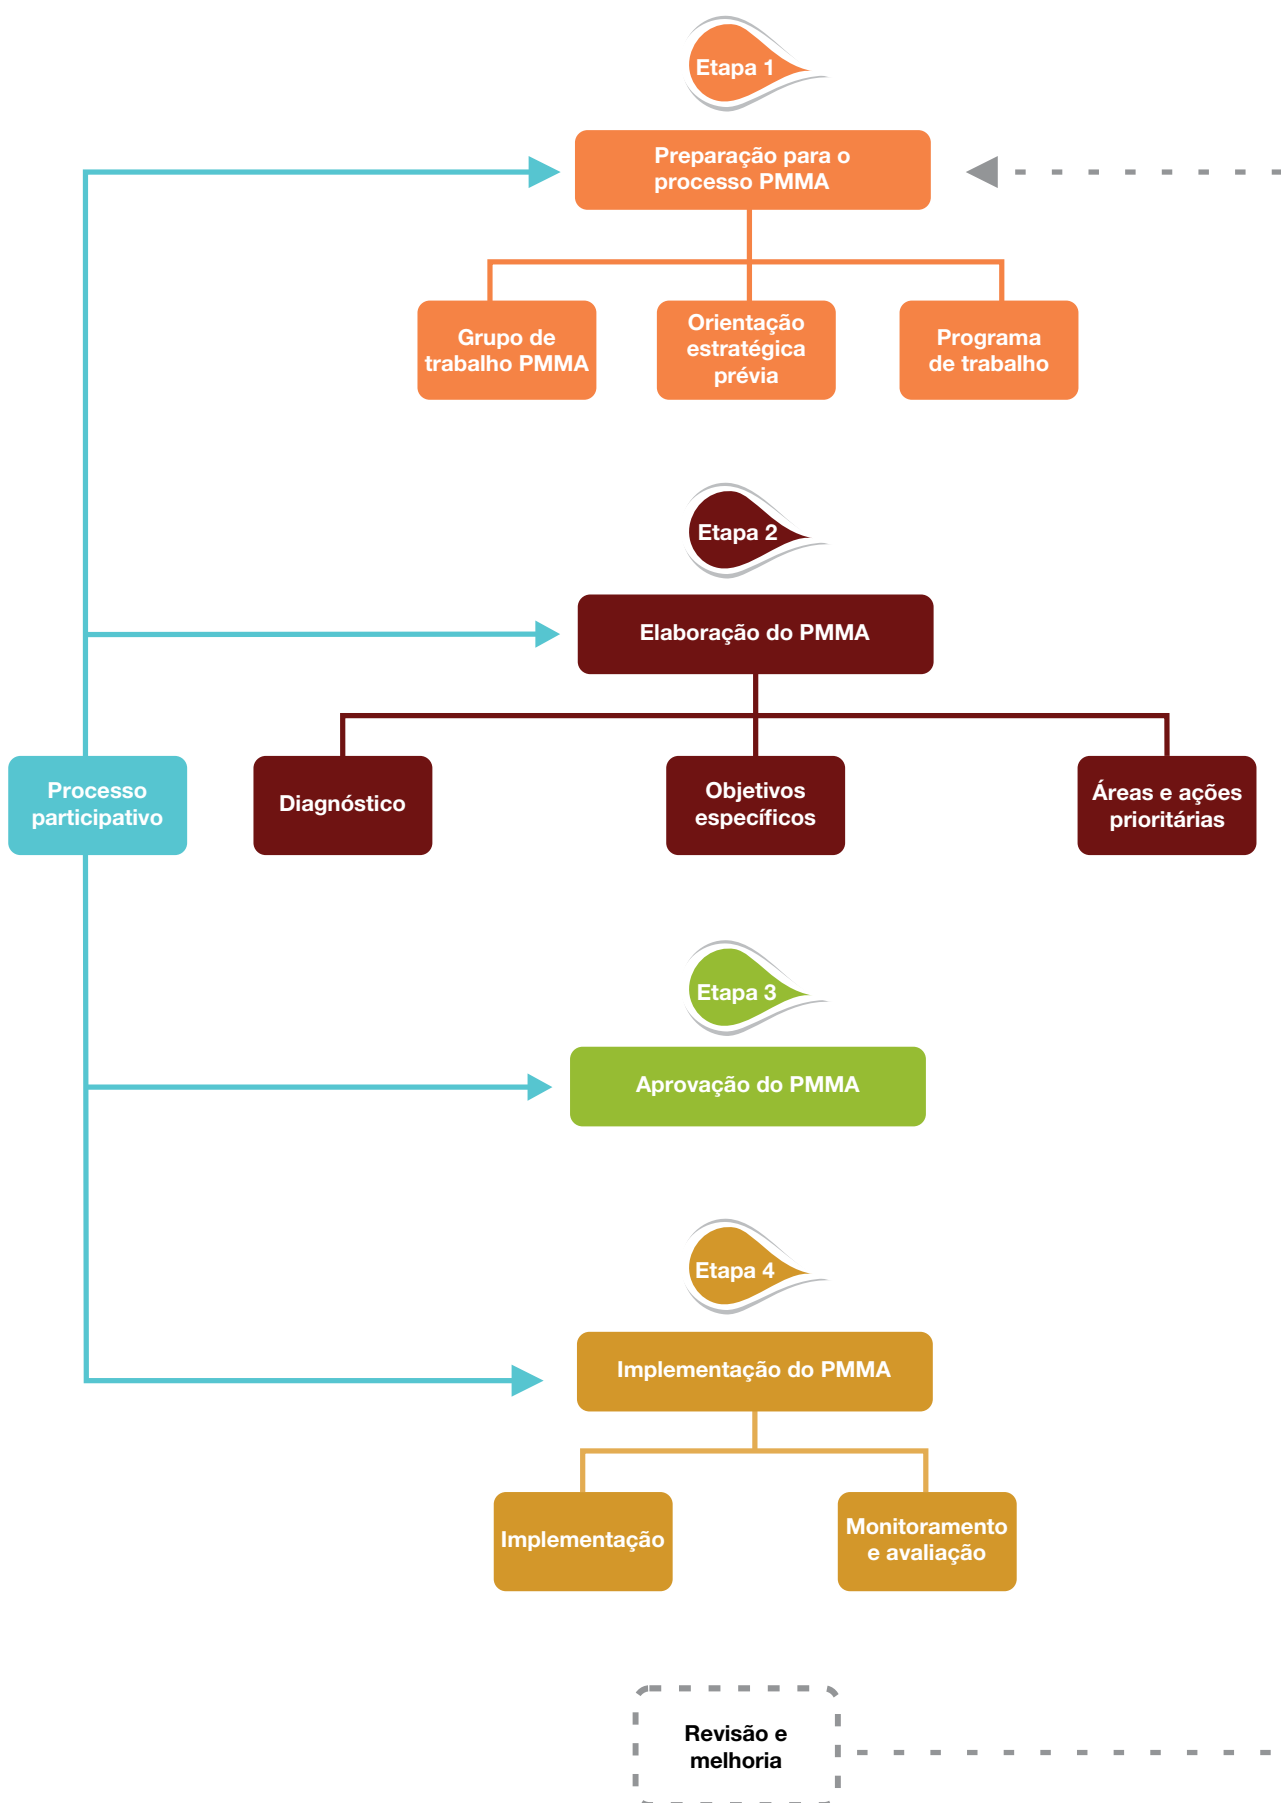 Etapa 1
Preparação para o
processo PMMA
Grupo de
trabalho PMMA
Orientação
estratégica
prévia
Programa
de trabalho
Etapa 2
Elaboração do PMMA
Processo
participativo
Diagnóstico
Objetivos
específicos
Áreas e ações
prioritárias
Etapa 3
Aprovação do PMMA
Etapa 4
Implementação do PMMA
Implementação
Monitoramento
e avaliação
Revisão e
melhoria